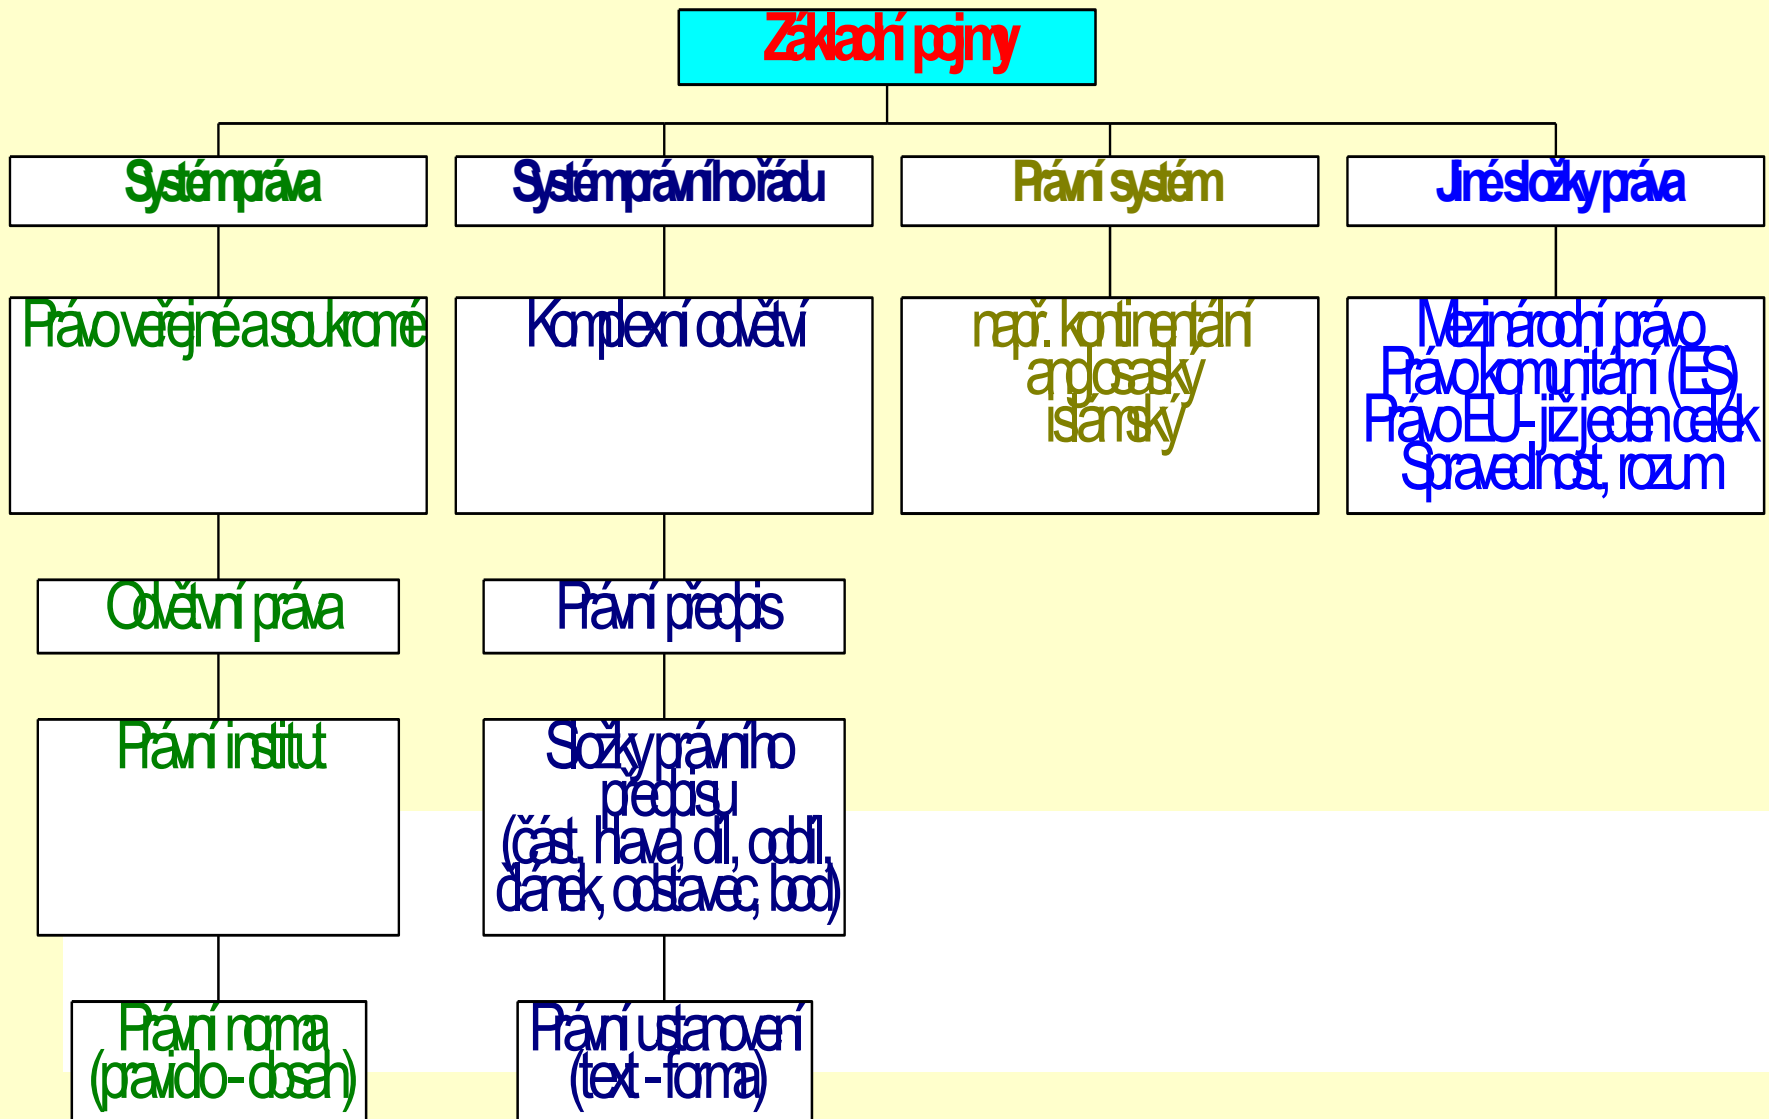 Základní pojmy
Systém práva
Systém právního řádu
Právní systém
Jiné složky práva
Právo veřejné a soukromé
Komplexní odvětví
např. kontinentální
anglosaský
islámský
Mezinárodní právo
Právo komunitární (ES)
Právo EU - již jeden celek
Spravednost, rozum
Odvětvní práva
Právní předpis
Právní institut
Složky právního
předpisu
(část, hlava, díl, oddíl,
článek, odstavec, bod)
Právní norma
(pravidlo - obsah)
Právní ustanovení
(text - forma)